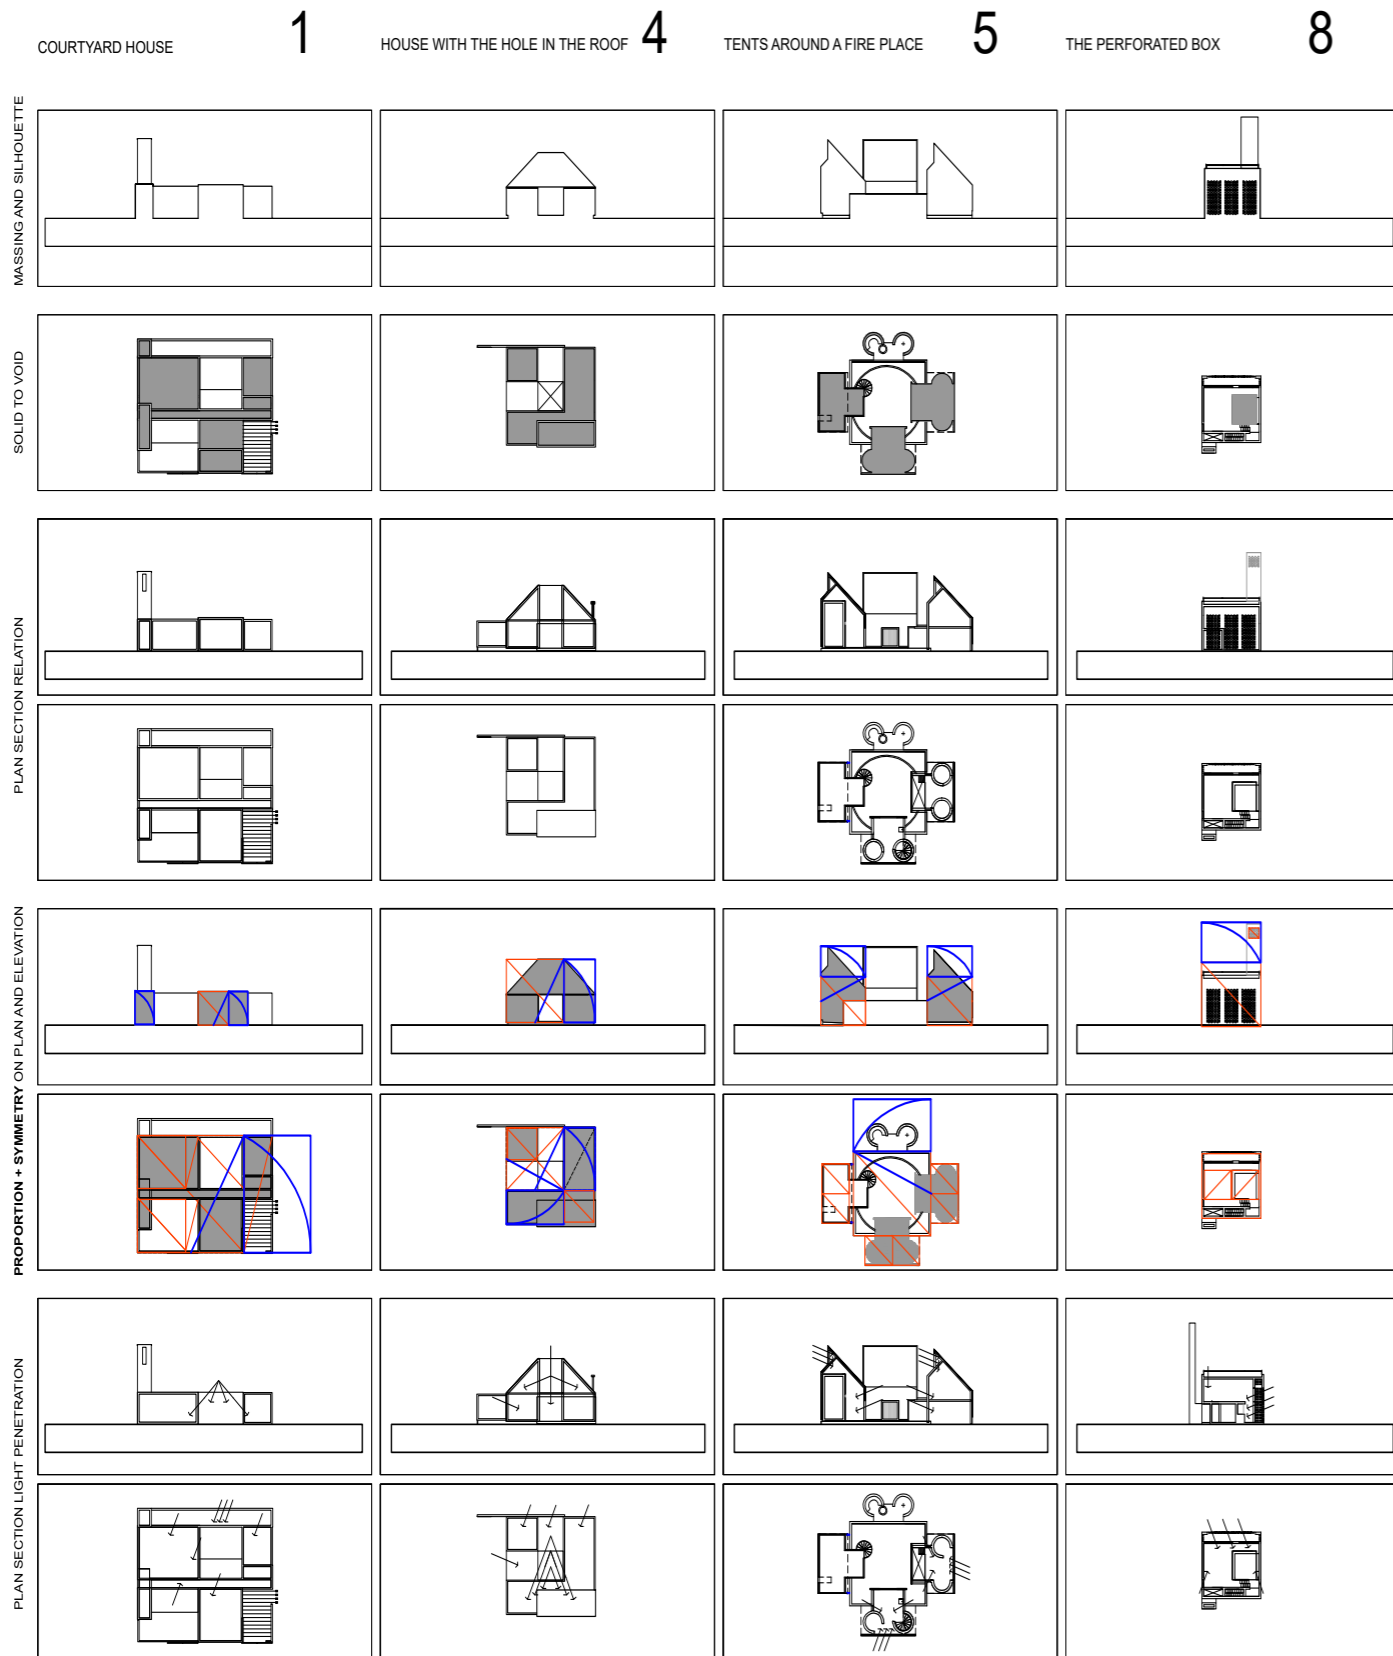 COURTYARD HOUSE 1
HOUSE WITH THE HOLE IN THE ROOF 4
TENTS AROUND A FIRE PLACE 5
THE PERFORATED BOX 8
MASSING AND SILHOUETTE
SOLID TO VOID
PLAN SECTION RELATION
PROPORTION + SYMMETRY ON PLAN AND ELEVATION
PLAN SECTION LIGHT PENETRATION